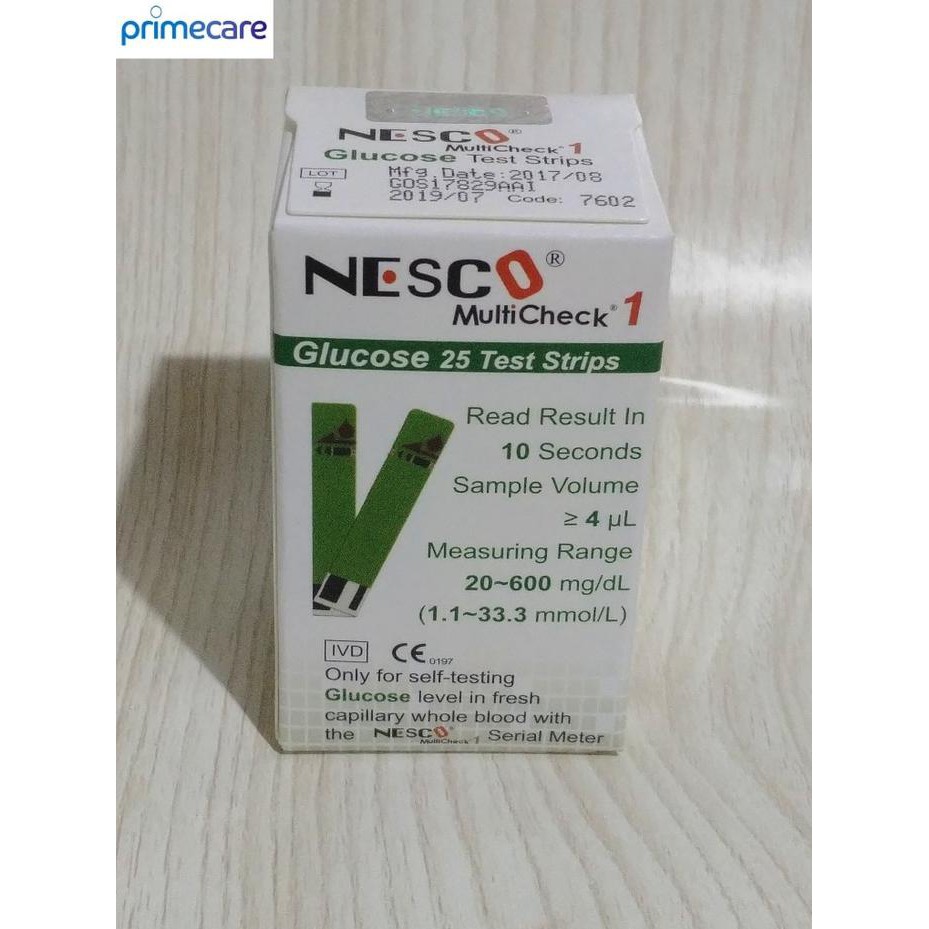 primecare
NESCO®
MultiCheck® 1
Glucose Test Strips
LOT
Mfg.Date:2017/08
GOS17829AAI
2019/07 Code: 7602
NESCO®
MultiCheck® 1
Glucose 25 Test Strips
Read Result In
10 Seconds
Sample Volume
≥ 4 µL
Measuring Range
20~600 mg/dL
(1.1~33.3 mmol/L)
IVD CE 0197
Only for self-testing
Glucose level in fresh
capillary whole blood with
the NESCO® MultiCheck® 1 Serial Meter